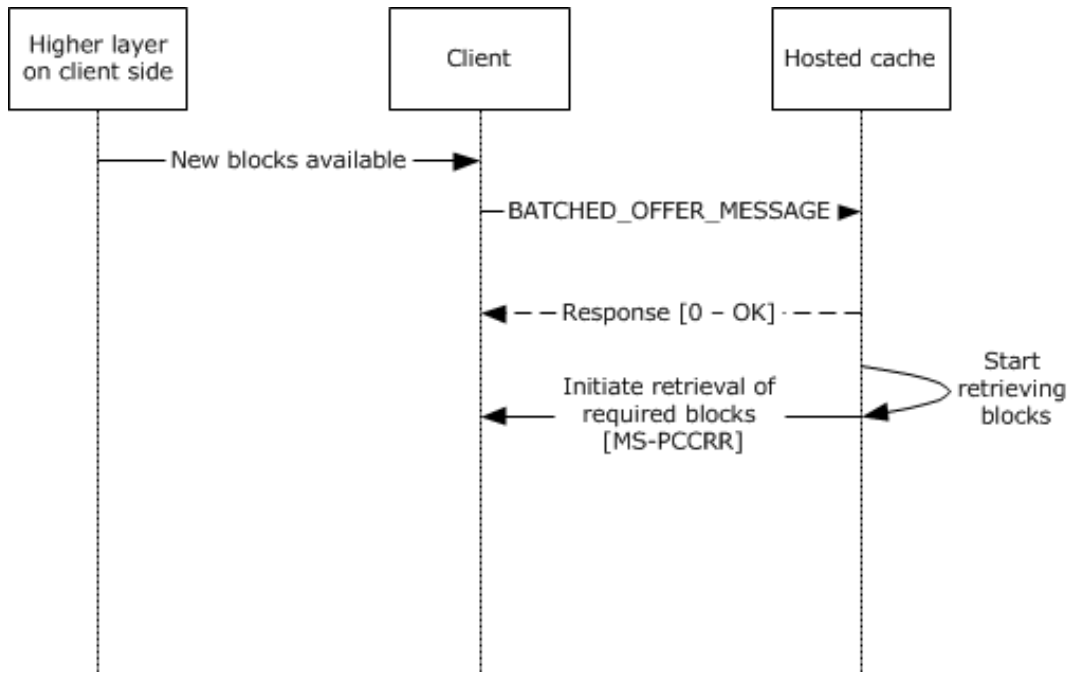 Higher layer
on client side
Client
Hosted cache
New blocks available
BATCHED_OFFER_MESSAGE
Response [0 – OK]
Start
retrieving
blocks
Initiate retrieval of
required blocks
[MS-PCCRR]